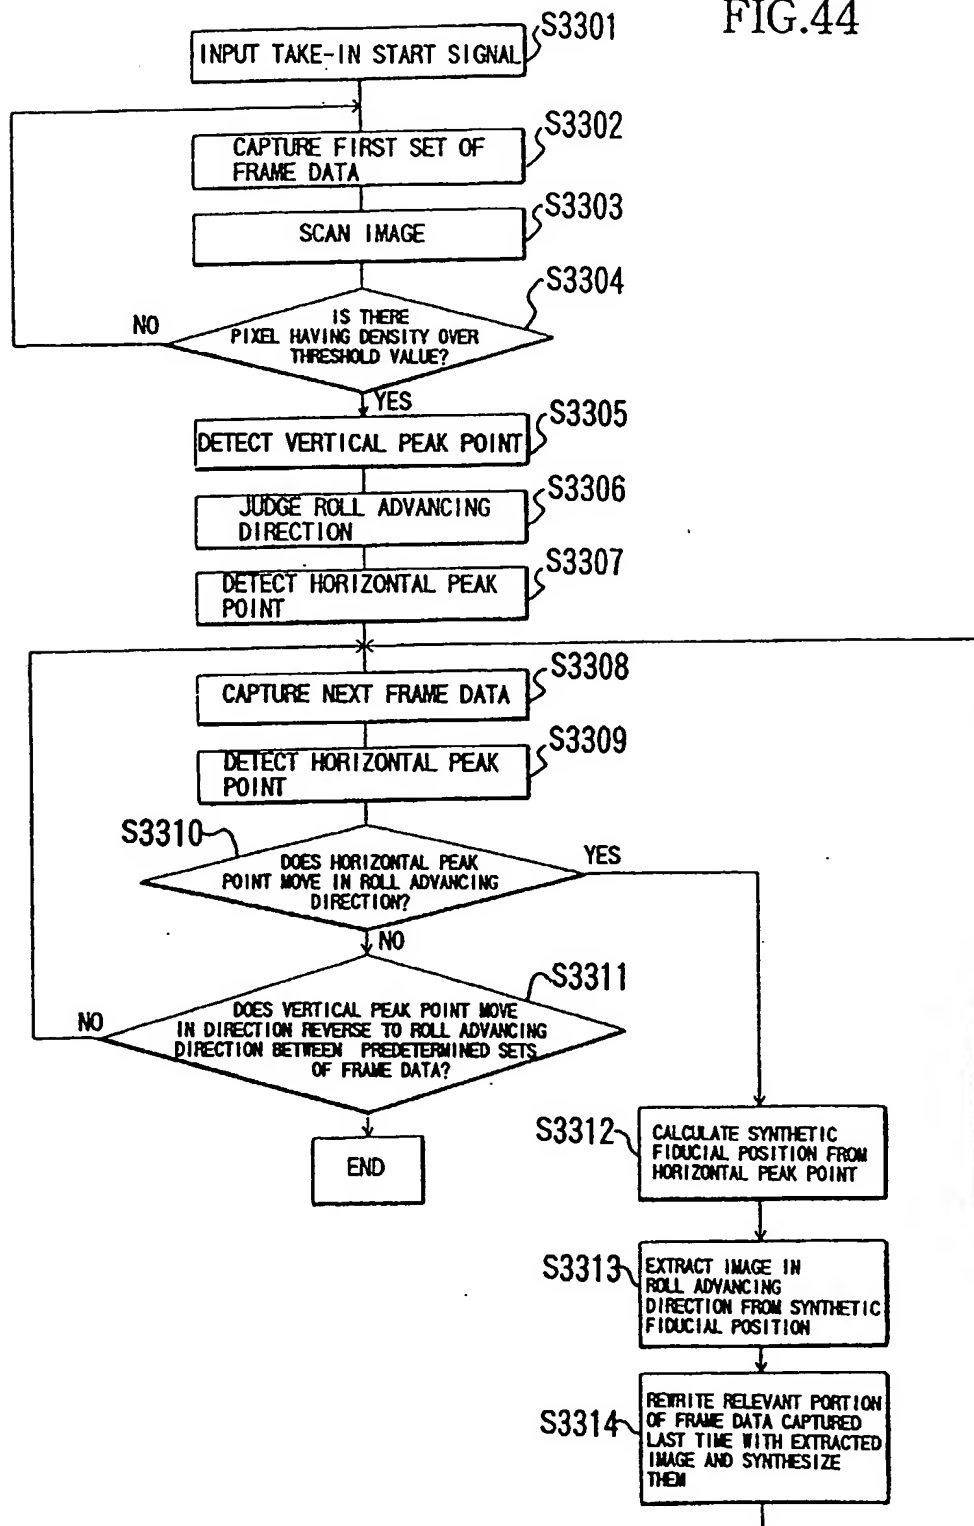 FIG.44
S3301
INPUT TAKE-IN START SIGNAL
S3302
CAPTURE FIRST SET OF
FRAME DATA
S3303
SCAN IMAGE
S3304
IS THERE
PIXEL HAVING DENSITY OVER
THRESHOLD VALUE?
NO
YES
S3305
DETECT VERTICAL PEAK POINT
S3306
JUDGE ROLL ADVANCING
DIRECTION
S3307
DETECT HORIZONTAL PEAK
POINT
S3308
CAPTURE NEXT FRAME DATA
S3309
DETECT HORIZONTAL PEAK
POINT
S3310
DOES HORIZONTAL PEAK
POINT MOVE IN ROLL ADVANCING
DIRECTION?
YES
NO
S3311
DOES VERTICAL PEAK POINT MOVE
IN DIRECTION REVERSE TO ROLL ADVANCING
DIRECTION BETWEEN PREDETERMINED SETS
OF FRAME DATA?
NO
END
S3312
CALCULATE SYNTHETIC
FIDUCIAL POSITION FROM
HORIZONTAL PEAK POINT
S3313
EXTRACT IMAGE IN
ROLL ADVANCING
DIRECTION FROM SYNTHETIC
FIDUCIAL POSITION
S3314
REWRITE RELEVANT PORTION
OF FRAME DATA CAPTURED
LAST TIME WITH EXTRACTED
IMAGE AND SYNTHESIZE
THEM